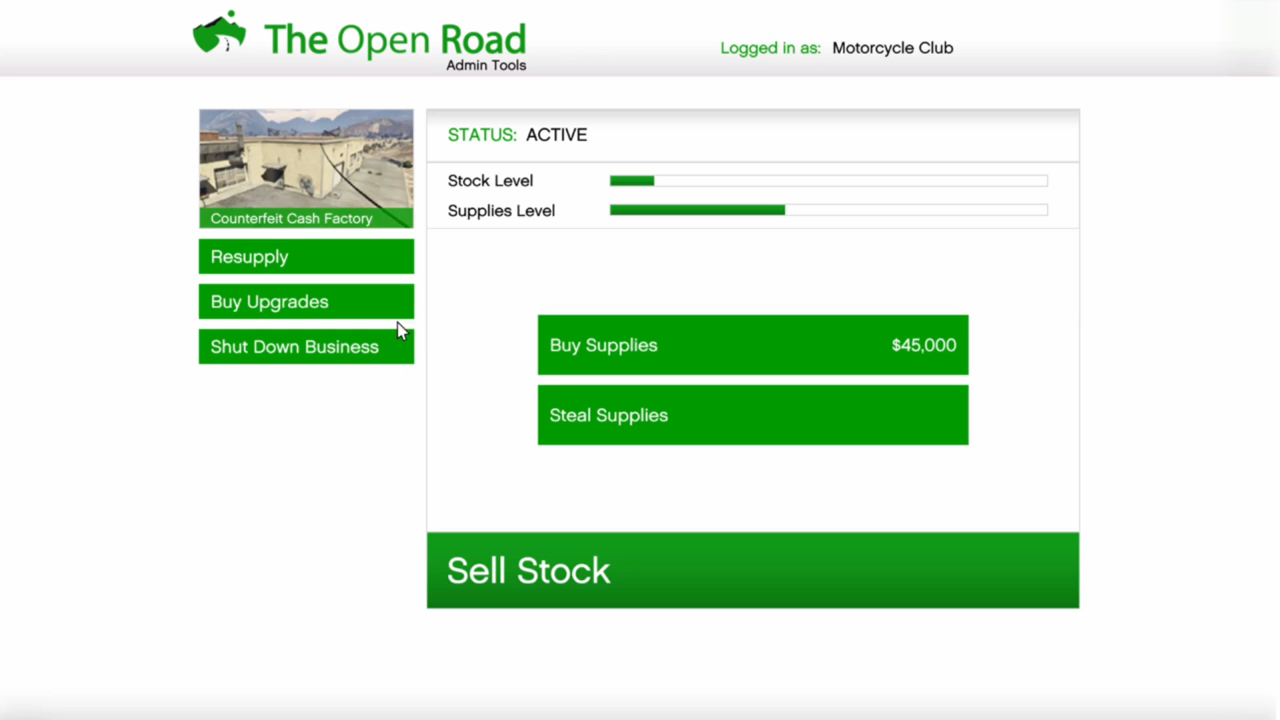 The Open Road
Admin Tools
Logged in as: Motorcycle Club
Counterfeit Cash Factory
Resupply
Buy Upgrades
Shut Down Business
STATUS: ACTIVE
Stock Level
Supplies Level
Buy Supplies $45,000
Steal Supplies
Sell Stock